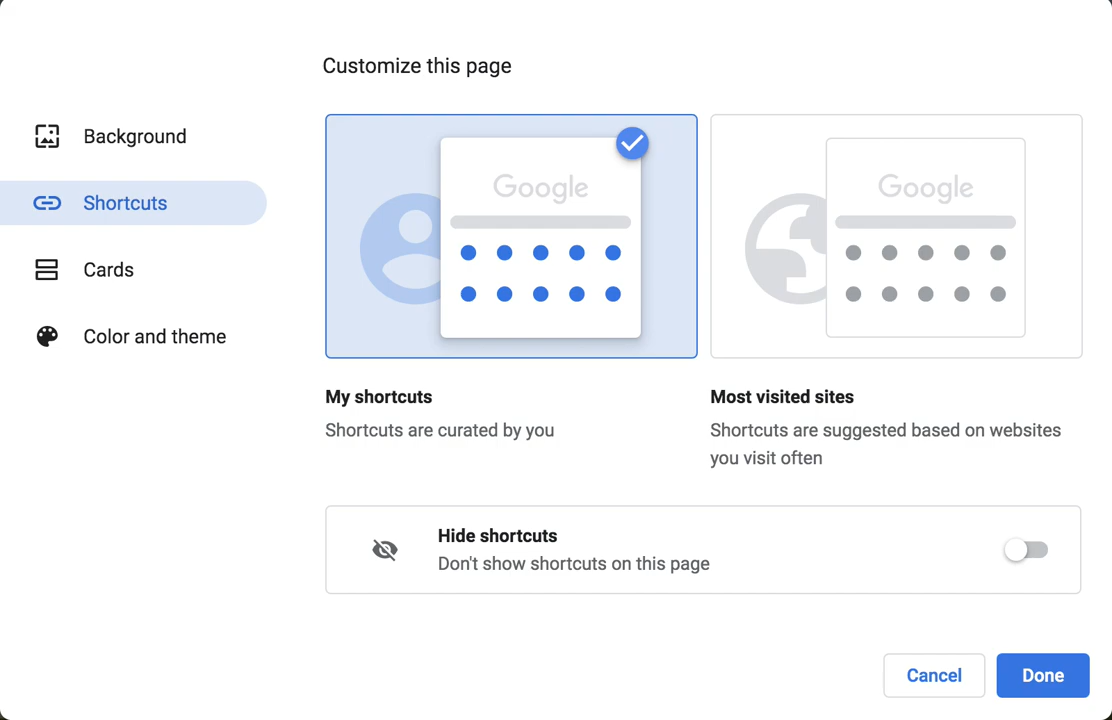 Customize this page
Background
Shortcuts
Cards
Color and theme
Google
Google
My shortcuts
Shortcuts are curated by you
Most visited sites
Shortcuts are suggested based on websites
you visit often
Hide shortcuts
Don't show shortcuts on this page
Cancel
Done